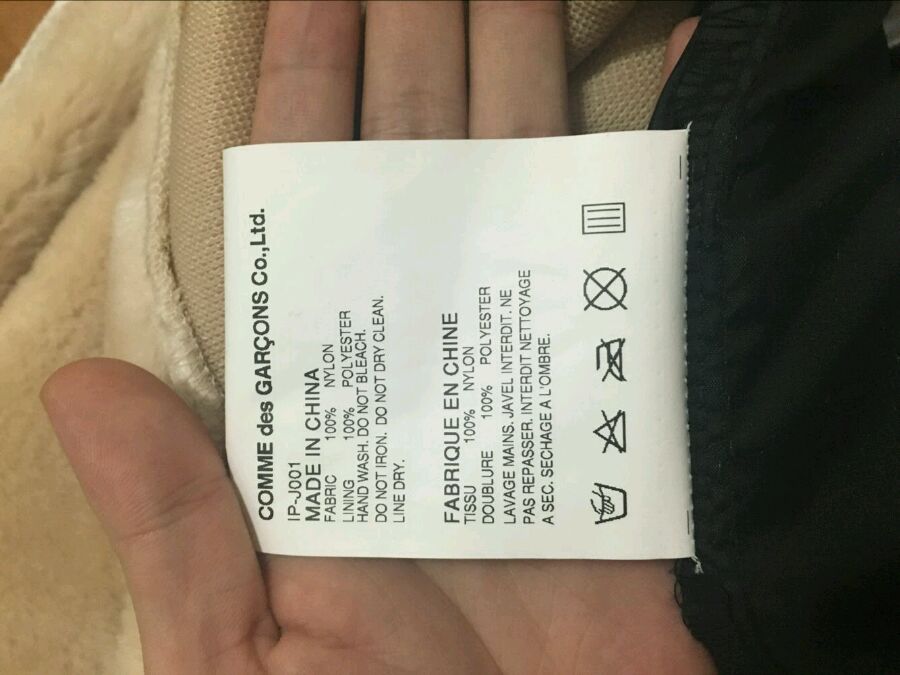 COMME des GARÇONS Co.,Ltd.
IP-J001
MADE IN CHINA
FABRIC 100% NYLON
LINING 100% POLYESTER
HAND WASH. DO NOT BLEACH.
DO NOT IRON. DO NOT DRY CLEAN.
LINE DRY.
FABRIQUE EN CHINE
TISSU 100% NYLON
DOUBLURE 100% POLYESTER
LAVAGE MAINS. JAVEL INTERDIT. NE
PAS REPASSER. INTERDIT NETTOYAGE
A SEC. SECHAGE A L'OMBRE.